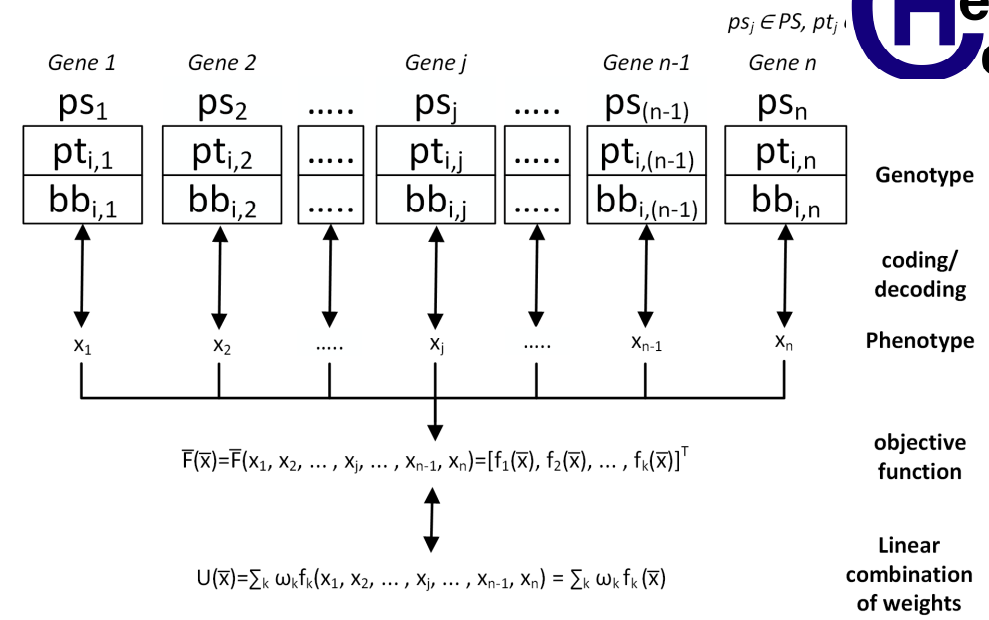 psj ∈ PS, ptj
Gene 1 Gene 2 Gene j Gene n-1 Gene n
ps1 ps2 ..... psj ..... ps(n-1) psn
pti,1 pti,2 ..... pti,j ..... pti,(n-1) pti,n
Genotype
bbi,1 bbi,2 ..... bbi,j ..... bbi,(n-1) bbi,n
coding/
decoding
x1 x2 ..... xj ..... xn-1 xn
Phenotype
F̅(x̅)=F̅(x1, x2, ... , xj, ... , xn-1, xn)=[f1(x̅), f2(x̅), ... , fk(x̅)]T
objective
function
U(x̅)=∑k ωkfk(x1, x2, ... , xj, ... , xn-1, xn) = ∑k ωk fk (x̅)
Linear
combination
of weights